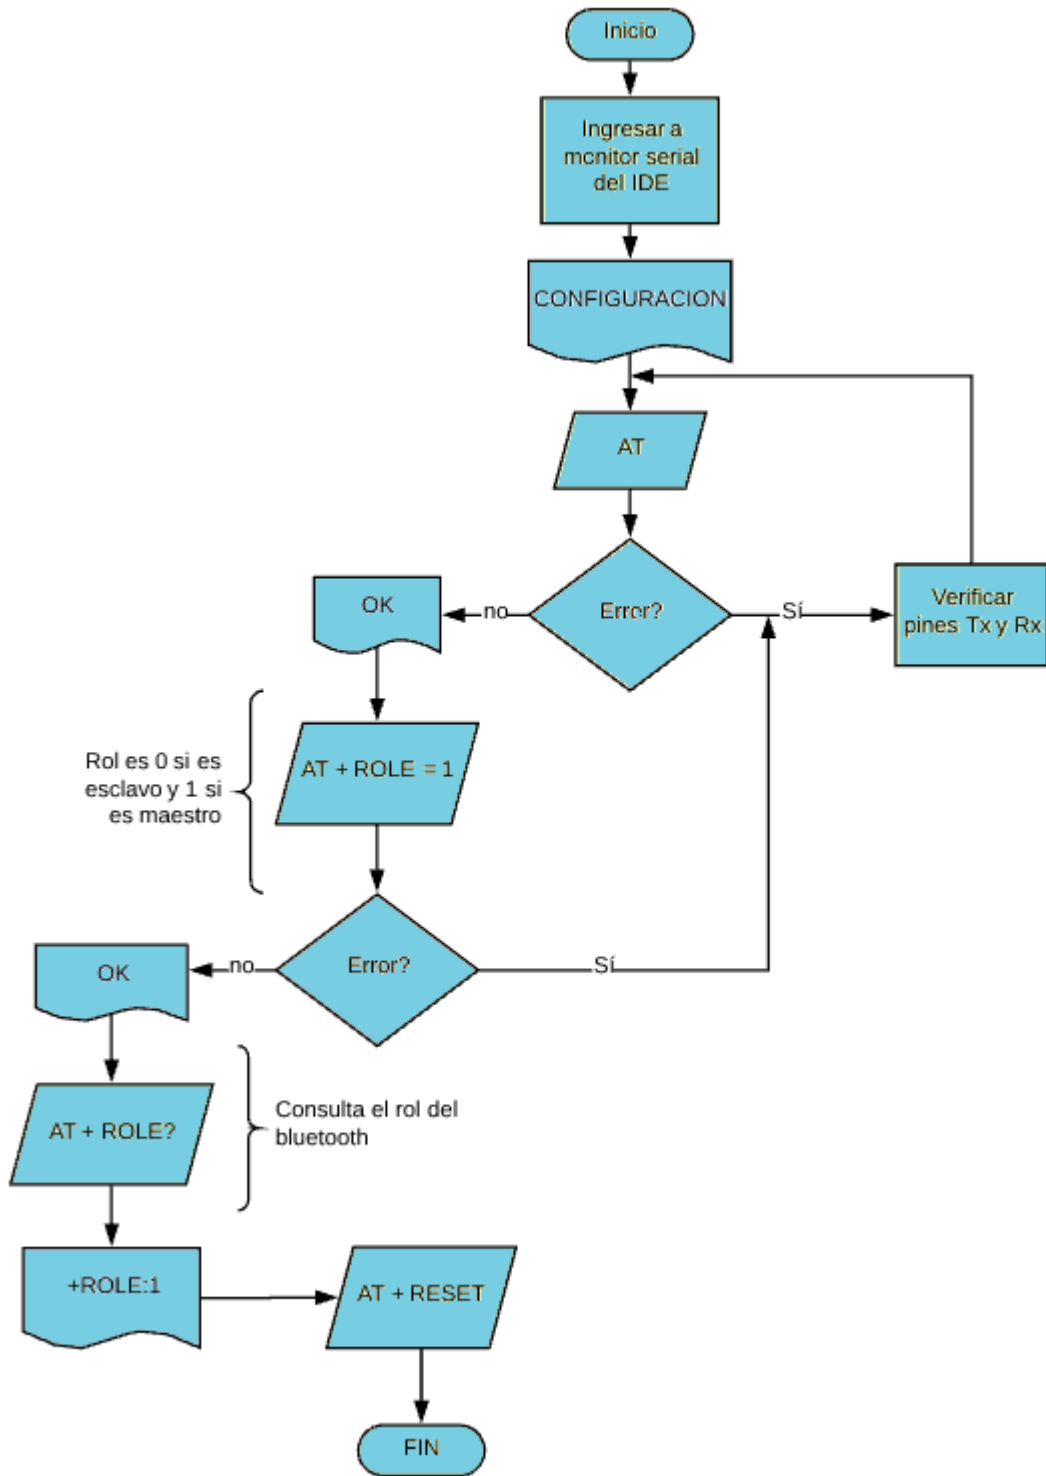 Inicio
Ingresar a
monitor serial
del IDE
CONFIGURACION
AT
Error?
no
Sí
OK
Verificar
pines Tx y Rx
Rol es 0 si es
esclavo y 1 si
es maestro
AT + ROLE = 1
Error?
no
Sí
OK
AT + ROLE?
Consulta el rol del
bluetooth
+ROLE:1
AT + RESET
FIN